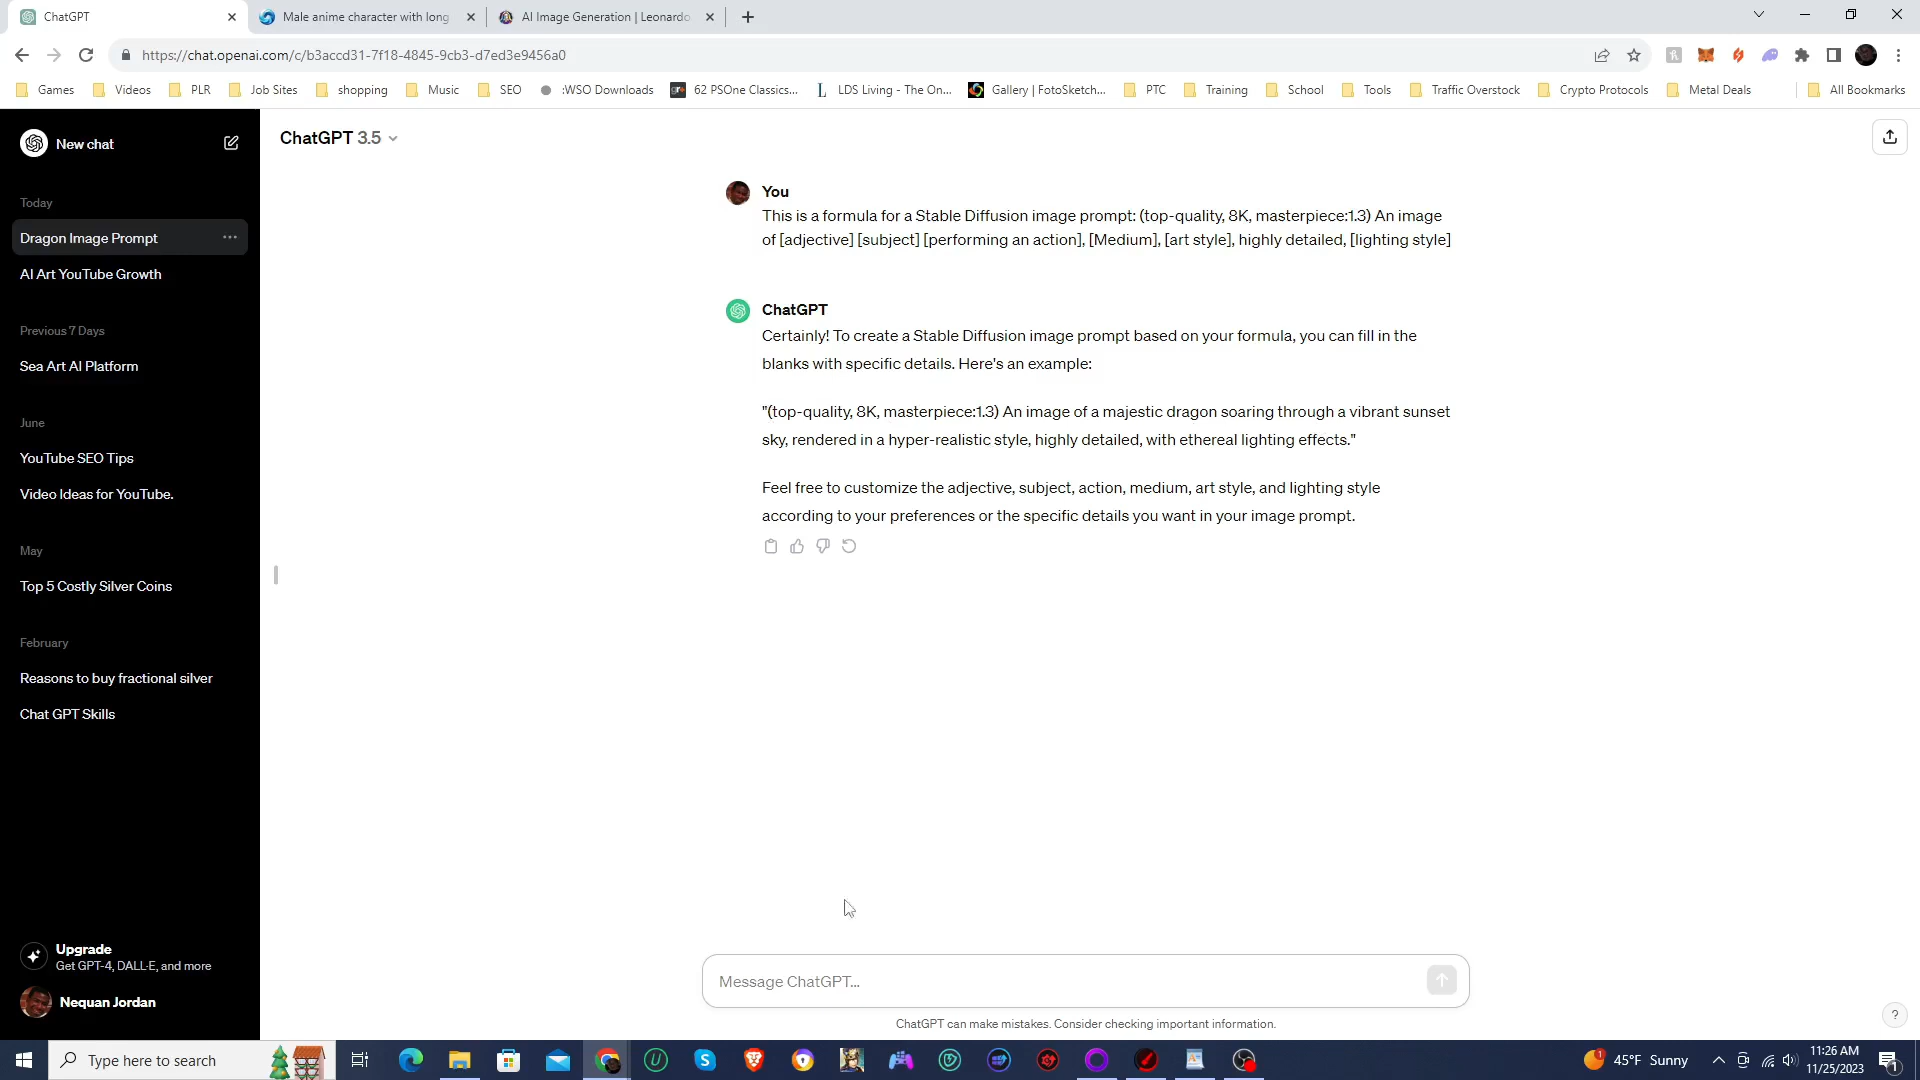 ChatGPT
Male anime character with long
AI Image Generation | Leonardo
https://chat.openai.com/c/b3accd31-7f18-4845-9cb3-d7ed3e9456a0
Games
Videos
PLR
Job Sites
shopping
Music
SEO
:WSO Downloads
62 PSOne Classics...
LDS Living - The On...
Gallery | FotoSketch...
PTC
Training
School
Tools
Traffic Overstock
Crypto Protocols
Metal Deals
All Bookmarks
New chat
Today
Dragon Image Prompt
AI Art YouTube Growth
Previous 7 Days
Sea Art AI Platform
June
YouTube SEO Tips
Video Ideas for YouTube.
May
Top 5 Costly Silver Coins
February
Reasons to buy fractional silver
Chat GPT Skills
Upgrade
Get GPT-4, DALL·E, and more
Nequan Jordan
ChatGPT 3.5
You
This is a formula for a Stable Diffusion image prompt: (top-quality, 8K, masterpiece:1.3) An image
of [adjective] [subject] [performing an action], [Medium], [art style], highly detailed, [lighting style]
ChatGPT
Certainly! To create a Stable Diffusion image prompt based on your formula, you can fill in the
blanks with specific details. Here's an example:
"(top-quality, 8K, masterpiece:1.3) An image of a majestic dragon soaring through a vibrant sunset
sky, rendered in a hyper-realistic style, highly detailed, with ethereal lighting effects."
Feel free to customize the adjective, subject, action, medium, art style, and lighting style
according to your preferences or the specific details you want in your image prompt.
Message ChatGPT...
ChatGPT can make mistakes. Consider checking important information.
?
Type here to search
1
45°F Sunny
11:26 AM
11/25/2023
1